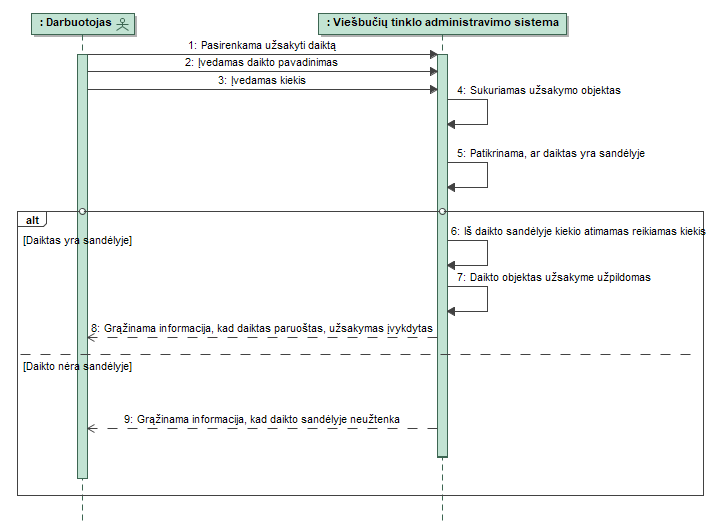 : Darbuotojas
: Viešbučių tinklo administravimo sistema
1: Pasirenkama užsakyti daiktą
2: Įvedamas daikto pavadinimas
3: Įvedamas kiekis
4: Sukuriamas užsakymo objektas
5: Patikrinama, ar daiktas yra sandėlyje
alt
[Daiktas yra sandėlyje]
6: Iš daikto sandėlyje kiekio atimamas reikiamas kiekis
7: Daikto objektas užsakyme užpildomas
8: Grąžinama informacija, kad daiktas paruoštas, užsakymas įvykdytas
[Daikto nėra sandėlyje]
9: Grąžinama informacija, kad daikto sandėlyje neužtenka